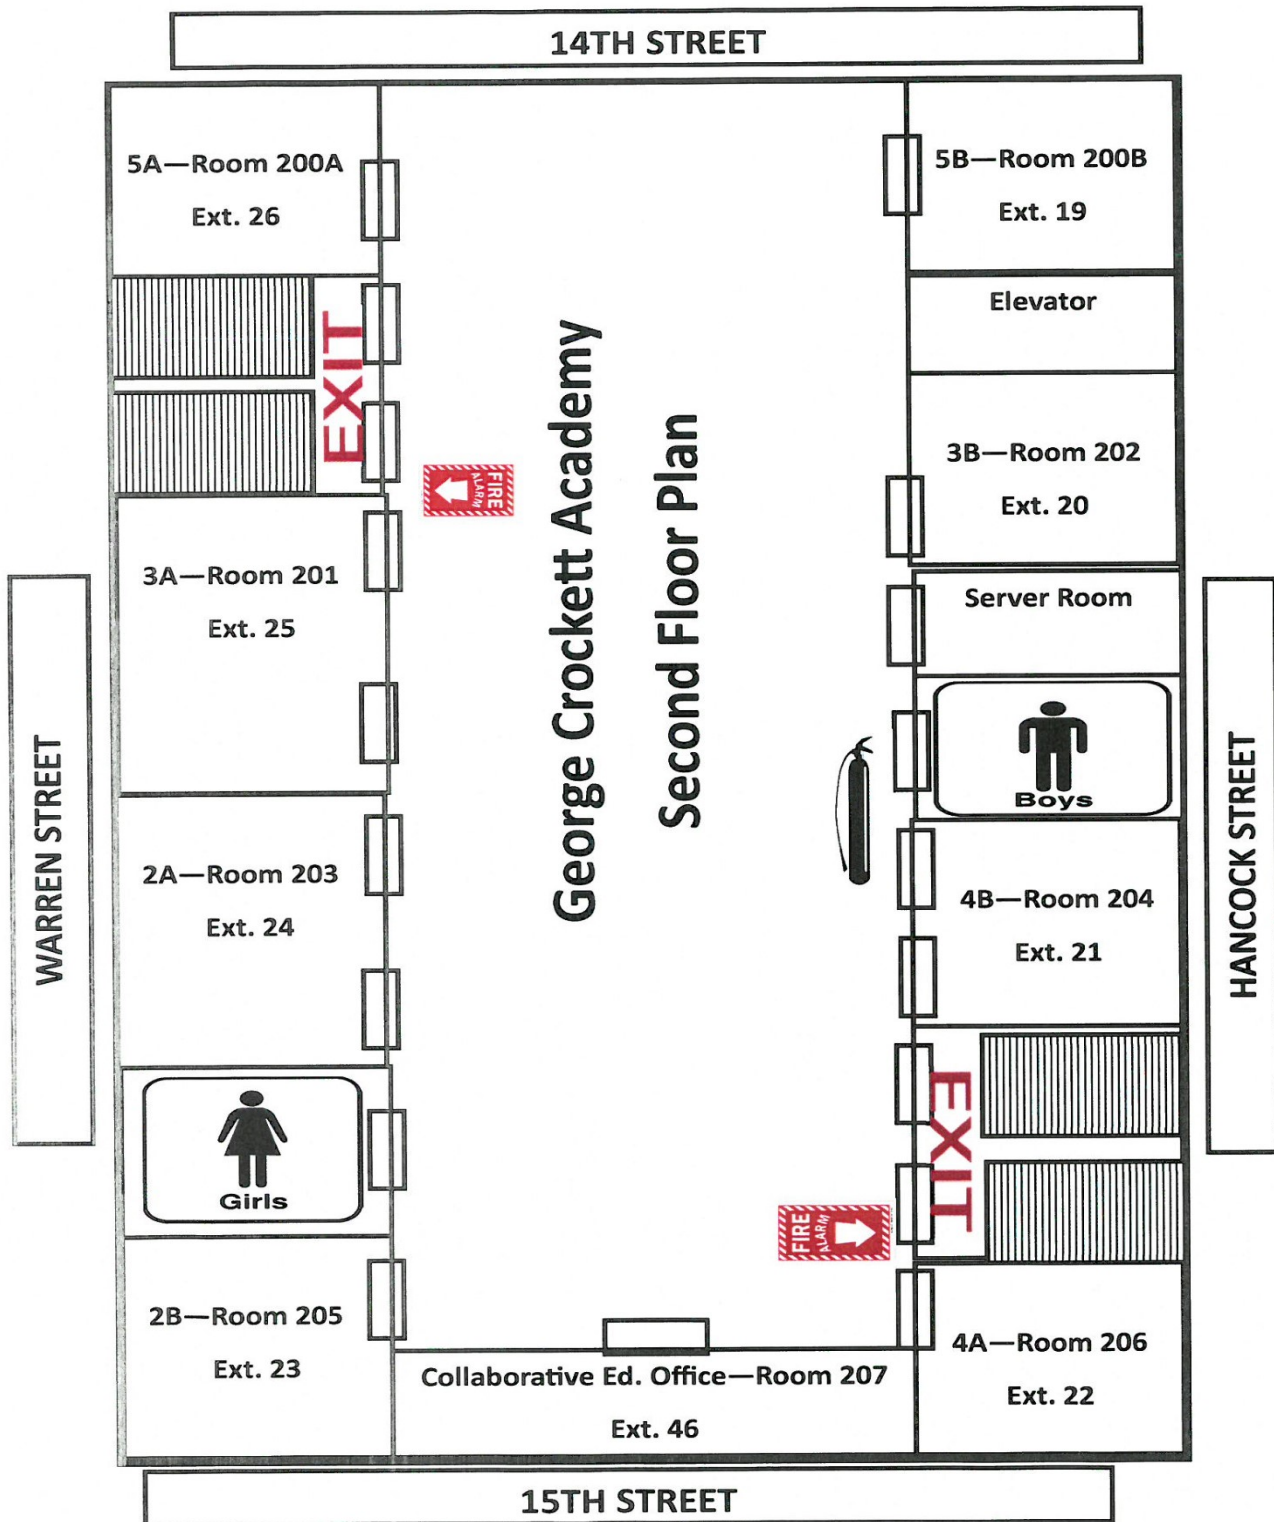 14TH STREET
5A—Room 200A
Ext. 26
5B—Room 200B
Ext. 19
Elevator
EXIT
3B—Room 202
Ext. 20
FIRE
ALARM
George Crockett Academy
Second Floor Plan
3A—Room 201
Ext. 25
Server Room
Boys
WARREN STREET
HANCOCK STREET
2A—Room 203
Ext. 24
4B—Room 204
Ext. 21
EXIT
Girls
FIRE
ALARM
2B—Room 205
Ext. 23
4A—Room 206
Ext. 22
Collaborative Ed. Office—Room 207
Ext. 46
15TH STREET